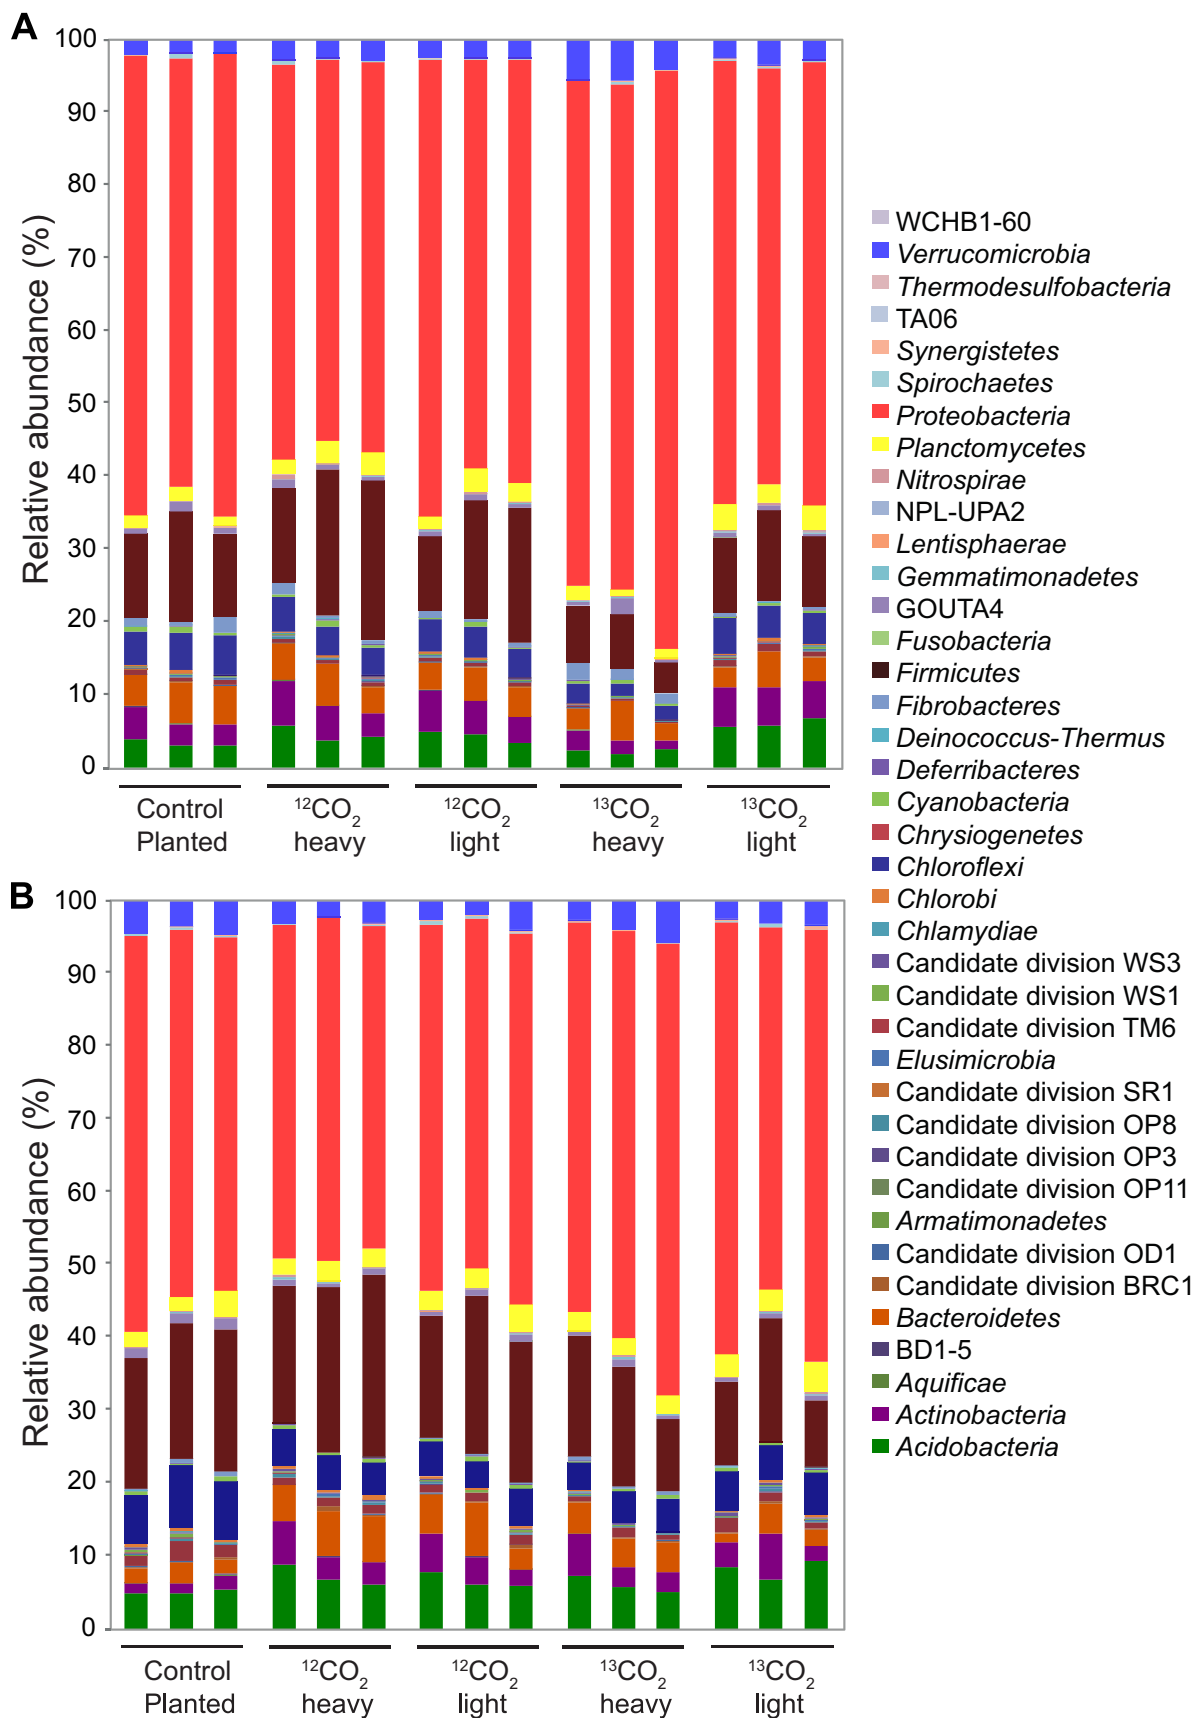 A
100
90
80
70
60
50
40
30
20
10
0
Relative abundance (%)
Control
Planted
¹²CO₂
heavy
¹²CO₂
light
¹³CO₂
heavy
¹³CO₂
light
B
100
90
80
70
60
50
40
30
20
10
0
Relative abundance (%)
Control
Planted
¹²CO₂
heavy
¹²CO₂
light
¹³CO₂
heavy
¹³CO₂
light
WCHB1-60
Verrucomicrobia
Thermodesulfobacteria
TA06
Synergistetes
Spirochaetes
Proteobacteria
Planctomycetes
Nitrospirae
NPL-UPA2
Lentisphaerae
Gemmatimonadetes
GOUTA4
Fusobacteria
Firmicutes
Fibrobacteres
Deinococcus-Thermus
Deferribacteres
Cyanobacteria
Chrysiogenetes
Chloroflexi
Chlorobi
Chlamydiae
Candidate division WS3
Candidate division WS1
Candidate division TM6
Elusimicrobia
Candidate division SR1
Candidate division OP8
Candidate division OP3
Candidate division OP11
Armatimonadetes
Candidate division OD1
Candidate division BRC1
Bacteroidetes
BD1-5
Aquificae
Actinobacteria
Acidobacteria